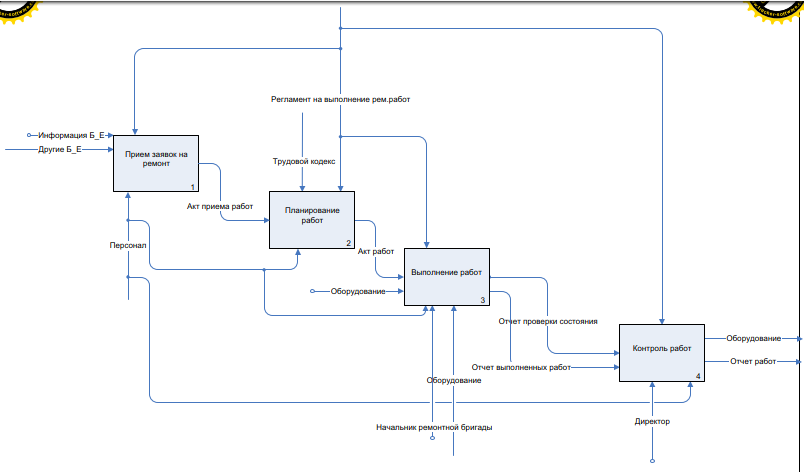 Регламент на выполнение рем.работ
Информация Б_Е
Другие Б_Е
Прием заявок на
ремонт
1
Трудовой кодекс
Акт приема работ
Планирование
работ
2
Персонал
Акт работ
Выполнение работ
3
Оборудование
Отчет проверки состояния
Оборудование
Контроль работ
4
Отчет работ
Отчет выполненных работ
Оборудование
Начальник ремонтной бригады
Директор